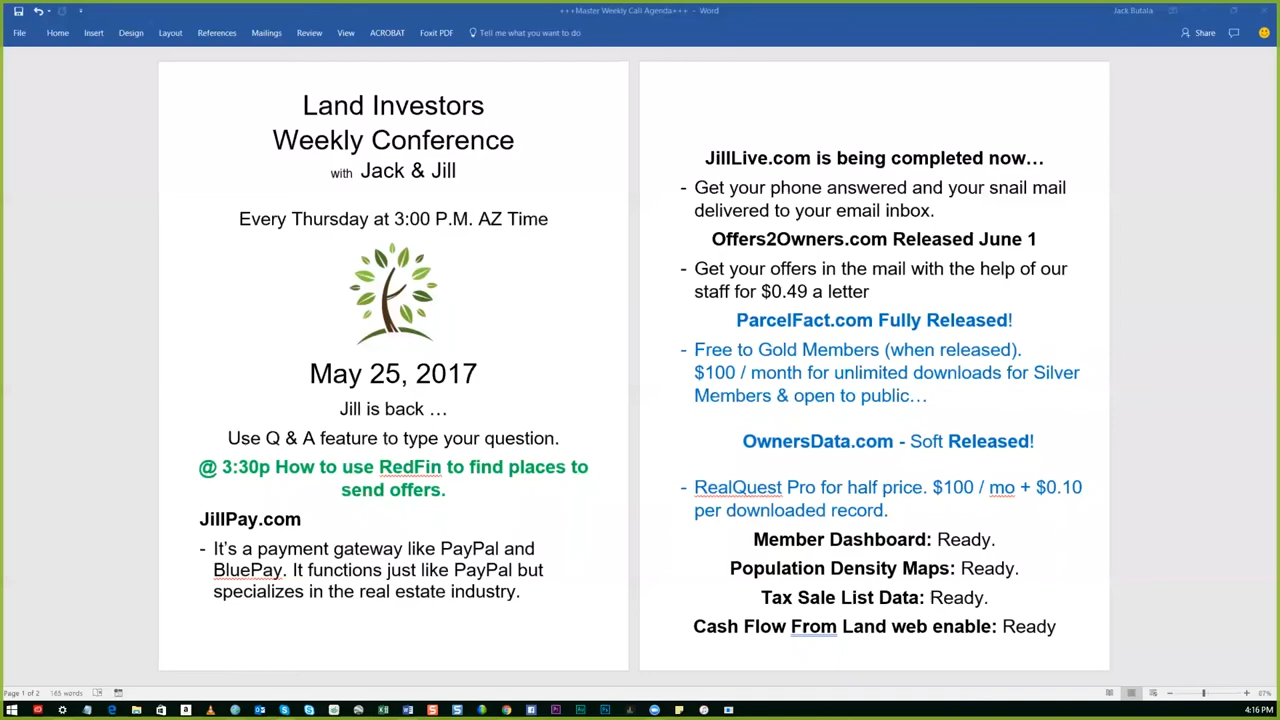 +++Master Weekly Call Agenda+++ - Word
Jack Butala
File Home Insert Design Layout References Mailings Review View ACROBAT Foxit PDF Tell me what you want to do Share
Land Investors
Weekly Conference
with Jack & Jill
Every Thursday at 3:00 P.M. AZ Time
May 25, 2017
Jill is back …
Use Q & A feature to type your question.
@ 3:30p How to use RedFin to find places to
send offers.
JillPay.com
- It’s a payment gateway like PayPal and
BluePay. It functions just like PayPal but
specializes in the real estate industry.
JillLive.com is being completed now…
- Get your phone answered and your snail mail
delivered to your email inbox.
Offers2Owners.com Released June 1
- Get your offers in the mail with the help of our
staff for $0.49 a letter
ParcelFact.com Fully Released!
- Free to Gold Members (when released).
$100 / month for unlimited downloads for Silver
Members & open to public…
OwnersData.com - Soft Released!
- RealQuest Pro for half price. $100 / mo + $0.10
per downloaded record.
Member Dashboard: Ready.
Population Density Maps: Ready.
Tax Sale List Data: Ready.
Cash Flow From Land web enable: Ready
Page 1 of 2 165 words
87%
4:16 PM